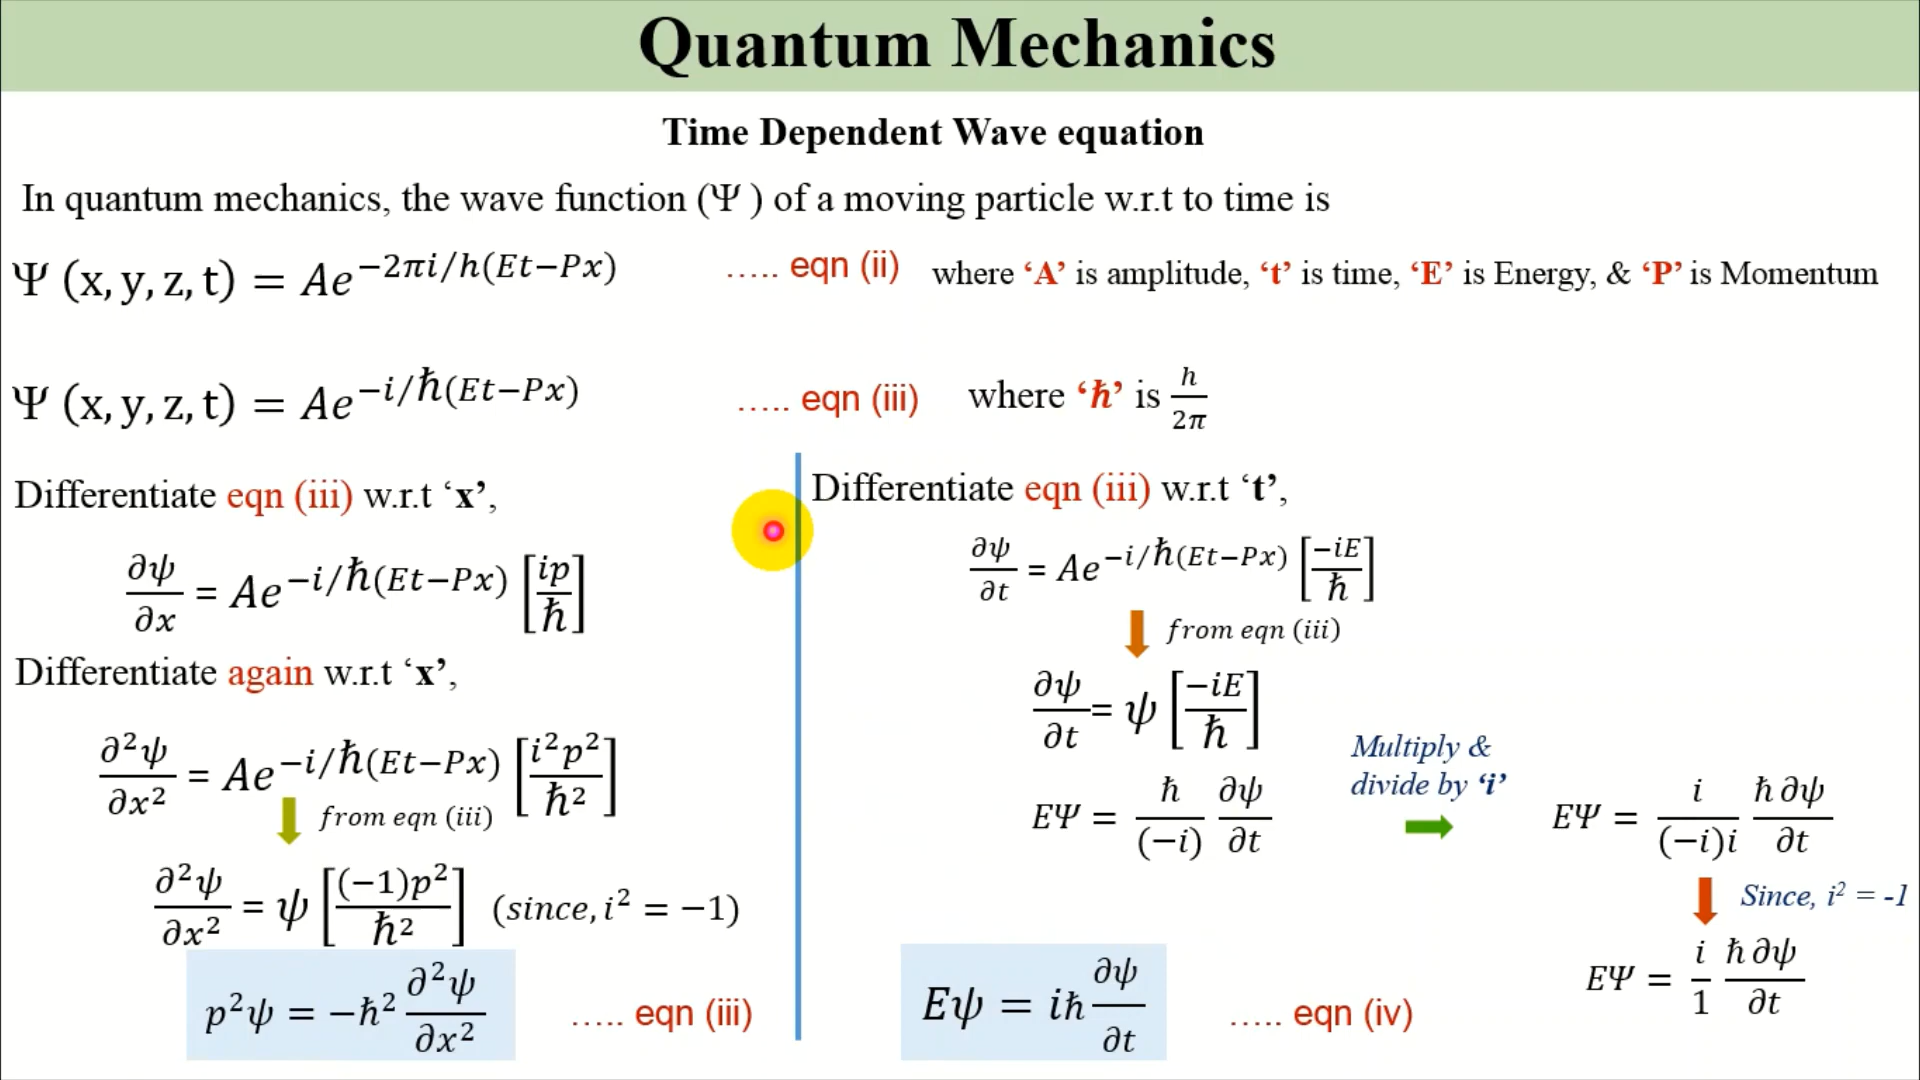 Quantum Mechanics
Time Dependent Wave equation
In quantum mechanics, the wave function (Ψ ) of a moving particle w.r.t to time is
Ψ (x, y, z, t) = Ae^{−2πi/h(Et−Px)} ….. eqn (ii) where ‘A’ is amplitude, ‘t’ is time, ‘E’ is Energy, & ‘P’ is Momentum
Ψ (x, y, z, t) = Ae^{−i/ħ(Et−Px)} ….. eqn (iii) where ‘ħ’ is h/2π
Differentiate eqn (iii) w.r.t ‘x’,
∂ψ/∂x = Ae^{−i/ħ(Et−Px)} [ip/ħ]
Differentiate again w.r.t ‘x’,
∂²ψ/∂x² = Ae^{−i/ħ(Et−Px)} [i²p²/ħ²]
from eqn (iii)
∂²ψ/∂x² = ψ [(−1)p²/ħ²] (since, i² = −1)
p²ψ = −ħ² ∂²ψ/∂x² ….. eqn (iii)
Differentiate eqn (iii) w.r.t ‘t’,
∂ψ/∂t = Ae^{−i/ħ(Et−Px)} [−iE/ħ]
from eqn (iii)
∂ψ/∂t = ψ [−iE/ħ]
EΨ = ħ/(−i) ∂ψ/∂t
Multiply &
divide by ‘i’
EΨ = i/(−i)i ħ ∂ψ/∂t
Since, i² = -1
EΨ = i/1 ħ ∂ψ/∂t
Eψ = iħ ∂ψ/∂t ….. eqn (iv)